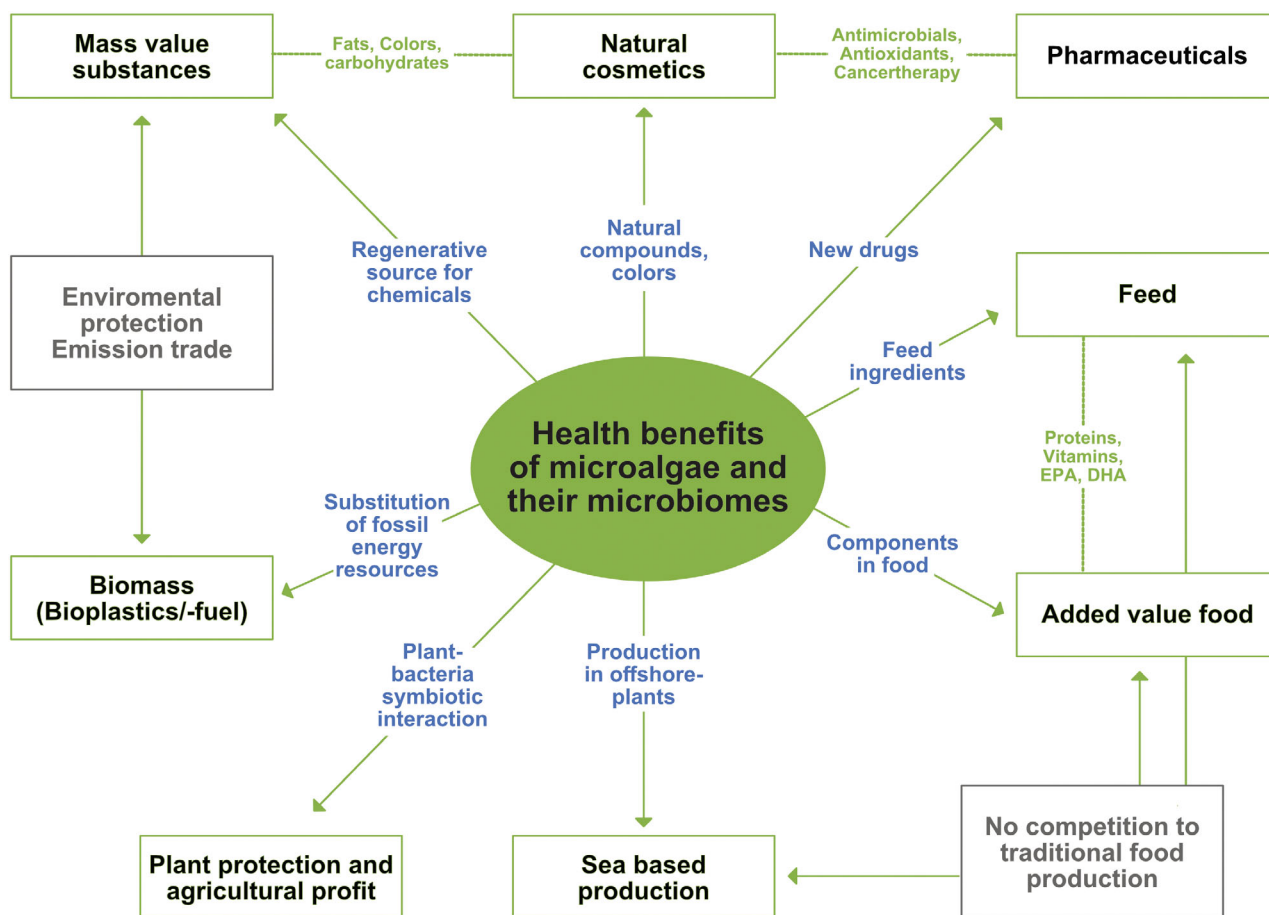 Mass value
substances
Fats, Colors,
carbohydrates
Natural
cosmetics
Antimicrobials,
Antioxidants,
Cancertherapy
Pharmaceuticals
Regenerative
source for
chemicals
Natural
compounds,
colors
New drugs
Enviromental
protection
Emission trade
Feed
Feed
ingredients
Health benefits
of microalgae and
their microbiomes
Proteins,
Vitamins,
EPA, DHA
Substitution
of fossil
energy
resources
Components
in food
Biomass
(Bioplastics/-fuel)
Added value food
Plant-
bacteria
symbiotic
interaction
Production
in offshore-
plants
Plant protection and
agricultural profit
Sea based
production
No competition to
traditional food
production